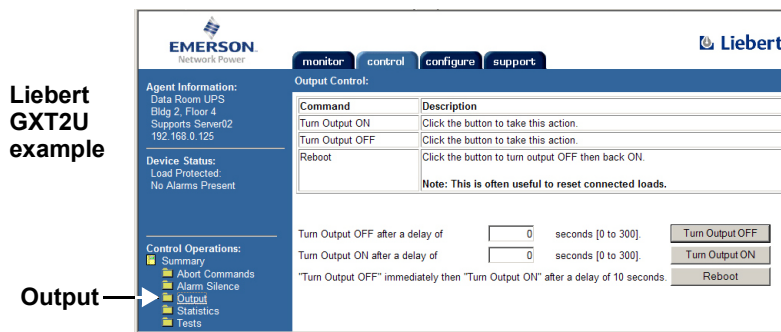 Liebert
GXT2U
example
Output
EMERSON.
Network Power
Liebert
monitor control configure support
Agent Information:
Data Room UPS
Bldg 2, Floor 4
Supports Server02
192.168.0.125
Device Status:
Load Protected:
No Alarms Present
Control Operations:
Summary
Abort Commands
Alarm Silence
Output
Statistics
Tests
Output Control:
Command Description
Turn Output ON Click the button to take this action.
Turn Output OFF Click the button to take this action.
Reboot Click the button to turn output OFF then back ON.
Note: This is often useful to reset connected loads.
Turn Output OFF after a delay of 0 seconds [0 to 300]. Turn Output OFF
Turn Output ON after a delay of 0 seconds [0 to 300]. Turn Output ON
"Turn Output OFF" immediately then "Turn Output ON" after a delay of 10 seconds. Reboot